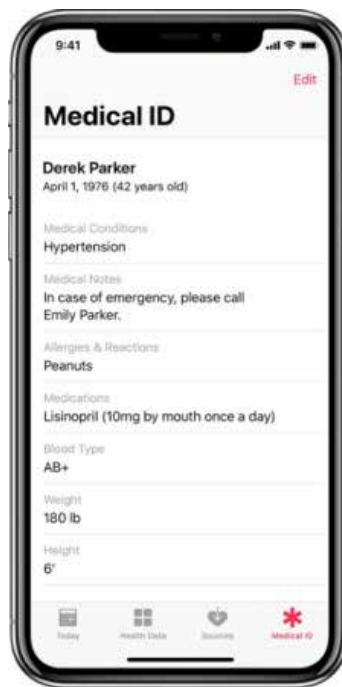 9:41
Edit
Medical ID
Derek Parker
April 1, 1976 (42 years old)
Medical Conditions
Hypertension
Medical Notes
In case of emergency, please call
Emily Parker.
Allergies & Reactions
Peanuts
Medications
Lisinopril (10mg by mouth once a day)
Blood Type
AB+
Weight
180 lb
Height
6'
Today
Health Data
Sources
Medical ID